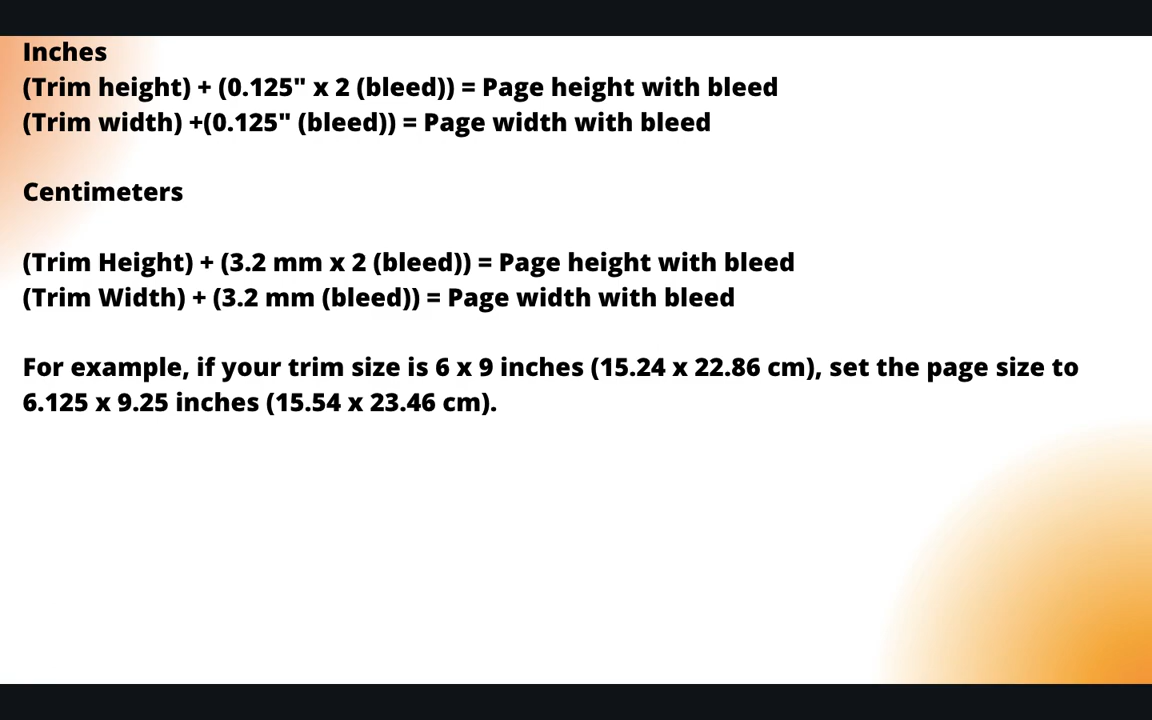 Inches
(Trim height) + (0.125" x 2 (bleed)) = Page height with bleed
(Trim width) +(0.125" (bleed)) = Page width with bleed
Centimeters
(Trim Height) + (3.2 mm x 2 (bleed)) = Page height with bleed
(Trim Width) + (3.2 mm (bleed)) = Page width with bleed
For example, if your trim size is 6 x 9 inches (15.24 x 22.86 cm), set the page size to
6.125 x 9.25 inches (15.54 x 23.46 cm).